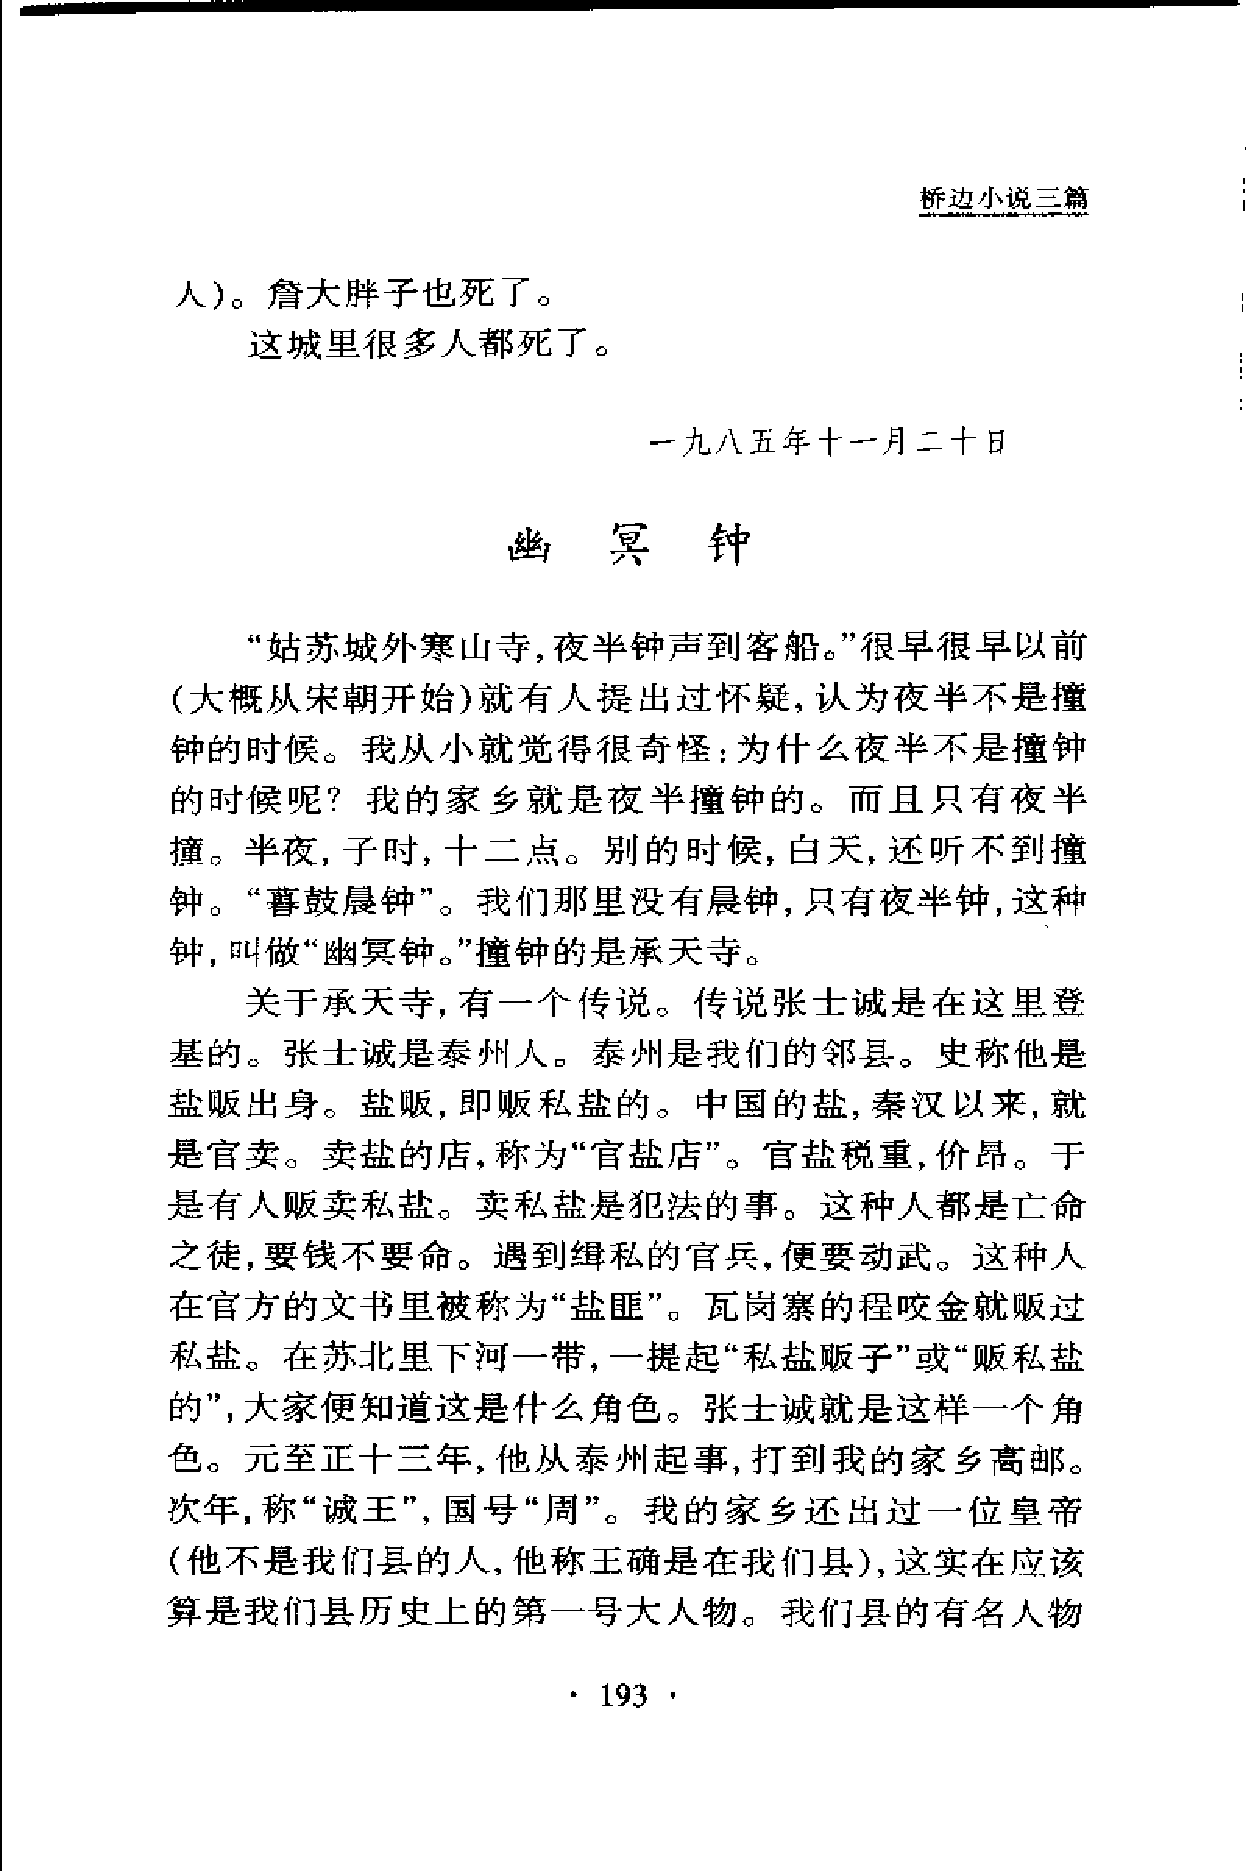 桥边小说三篇
人)。詹大胖子也死了。
这城里很多人都死了。
一九八五年十一月二十日
幽 冥 钟
“姑苏城外寒山寺,夜半钟声到客船。”很早很早以前
(大概从宋朝开始)就有人提出过怀疑,认为夜半不是撞
钟的时候。我从小就觉得很奇怪:为什么夜半不是撞钟
的时候呢? 我的家乡就是夜半撞钟的。而且只有夜半
撞。半夜,子时,十二点。别的时候,白天,还听不到撞
钟。“暮鼓晨钟”。我们那里没有晨钟,只有夜半钟,这种
钟,叫做“幽冥钟。”撞钟的是承天寺。
关于承天寺,有一个传说。传说张士诚是在这里登
基的。张士诚是泰州人。泰州是我们的邻县。史称他是
盐贩出身。盐贩,即贩私盐的。中国的盐,秦汉以来,就
是官卖。卖盐的店,称为“官盐店”。官盐税重,价昂。于
是有人贩卖私盐。卖私盐是犯法的事。这种人都是亡命
之徒,要钱不要命。遇到缉私的官兵,便要动武。这种人
在官方的文书里被称为“盐匪”。瓦岗寨的程咬金就贩过
私盐。在苏北里下河一带,一提起“私盐贩子”或“贩私盐
的”,大家便知道这是什么角色。张士诚就是这样一个角
色。元至正十三年,他从泰州起事,打到我的家乡高邮。
次年,称“诚王”,国号“周”。我的家乡还出过一位皇帝
(他不是我们县的人,他称王确是在我们县),这实在应该
算是我们县历史上的第一号大人物。我们县的有名人物
· 193 ·